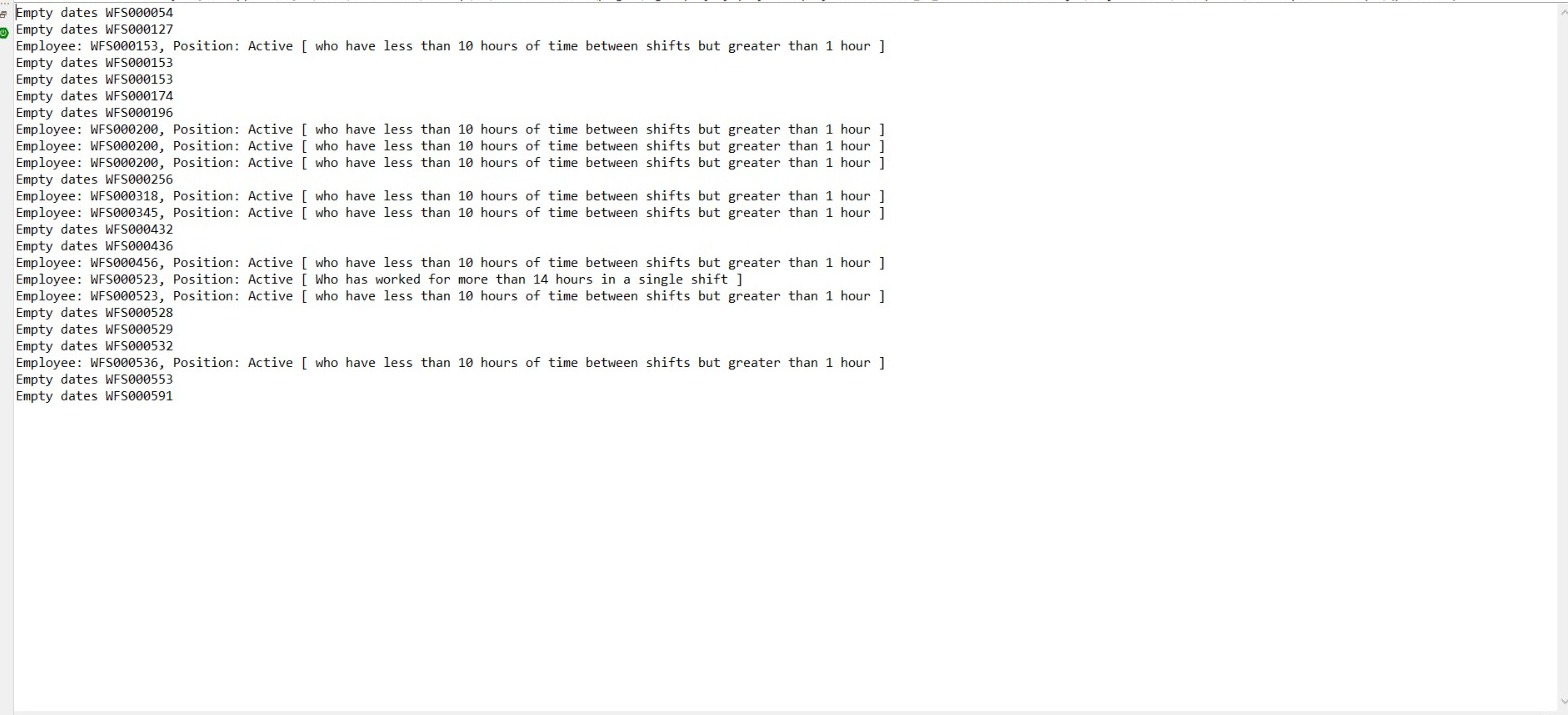 Empty dates WFS000054
Empty dates WFS000127
Employee: WFS000153, Position: Active [ who have less than 10 hours of time between shifts but greater than 1 hour ]
Empty dates WFS000153
Empty dates WFS000153
Empty dates WFS000174
Empty dates WFS000196
Employee: WFS000200, Position: Active [ who have less than 10 hours of time between shifts but greater than 1 hour ]
Employee: WFS000200, Position: Active [ who have less than 10 hours of time between shifts but greater than 1 hour ]
Employee: WFS000200, Position: Active [ who have less than 10 hours of time between shifts but greater than 1 hour ]
Empty dates WFS000256
Employee: WFS000318, Position: Active [ who have less than 10 hours of time between shifts but greater than 1 hour ]
Employee: WFS000345, Position: Active [ who have less than 10 hours of time between shifts but greater than 1 hour ]
Empty dates WFS000432
Empty dates WFS000436
Employee: WFS000456, Position: Active [ who have less than 10 hours of time between shifts but greater than 1 hour ]
Employee: WFS000523, Position: Active [ Who has worked for more than 14 hours in a single shift ]
Employee: WFS000523, Position: Active [ who have less than 10 hours of time between shifts but greater than 1 hour ]
Empty dates WFS000528
Empty dates WFS000529
Empty dates WFS000532
Employee: WFS000536, Position: Active [ who have less than 10 hours of time between shifts but greater than 1 hour ]
Empty dates WFS000553
Empty dates WFS000591